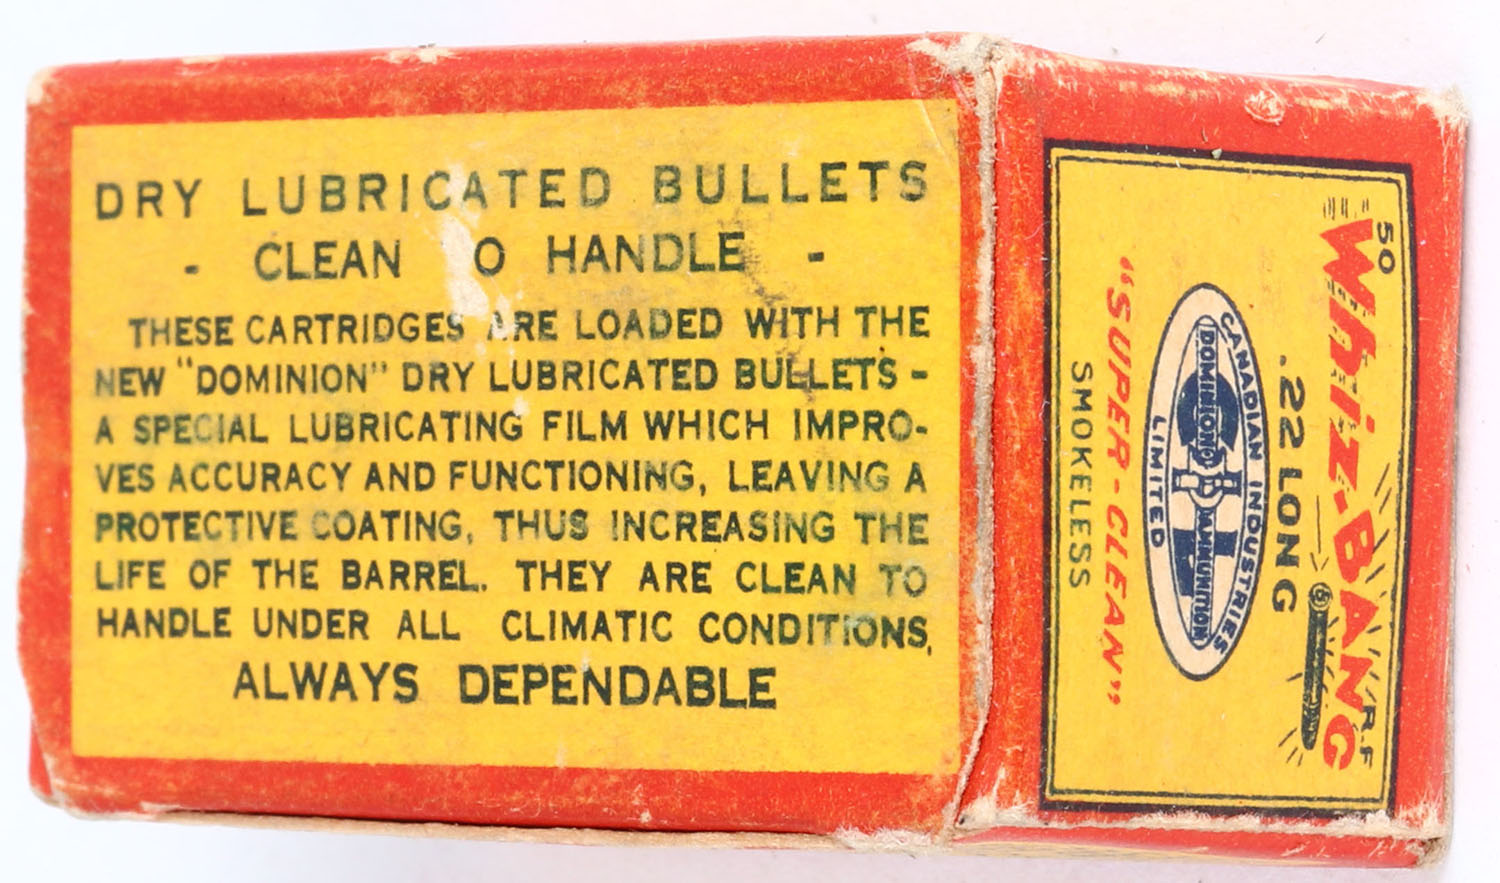 DRY LUBRICATED BULLETS
- CLEAN O HANDLE -
THESE CARTRIDGES ARE LOADED WITH THE
NEW "DOMINION" DRY LUBRICATED BULLETS -
A SPECIAL LUBRICATING FILM WHICH IMPRO-
VES ACCURACY AND FUNCTIONING, LEAVING A
PROTECTIVE COATING, THUS INCREASING THE
LIFE OF THE BARREL. THEY ARE CLEAN TO
HANDLE UNDER ALL CLIMATIC CONDITIONS.
ALWAYS DEPENDABLE
50
Whiz-BANG
R.F
.22 LONG
CANADIAN INDUSTRIES
DOMINION AMMUNITION
LIMITED
"SUPER-CLEAN"
SMOKELESS